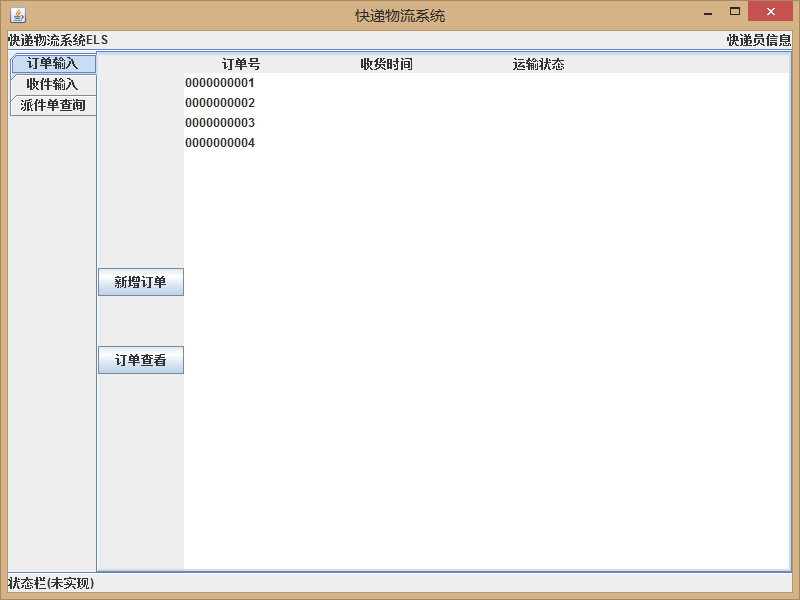 快递物流系统
快递物流系统ELS
快递员信息
订单输入
收件输入
派件单查询
订单号 收货时间 运输状态
0000000001
0000000002
0000000003
0000000004
新增订单
订单查看
状态栏(未实现)